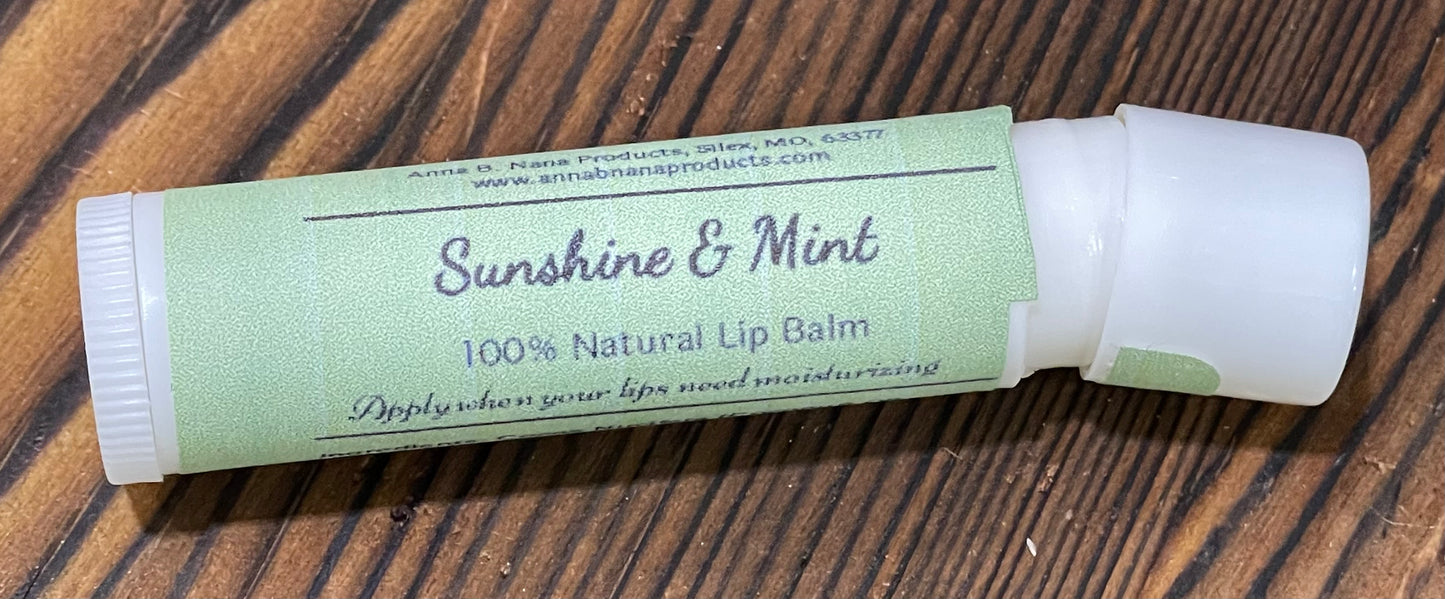 Anna B. Nana Products, Silex, MO, 63377
www.annabnanaproducts.com
Sunshine & Mint
100% Natural Lip Balm
Apply when your lips need moisturizing